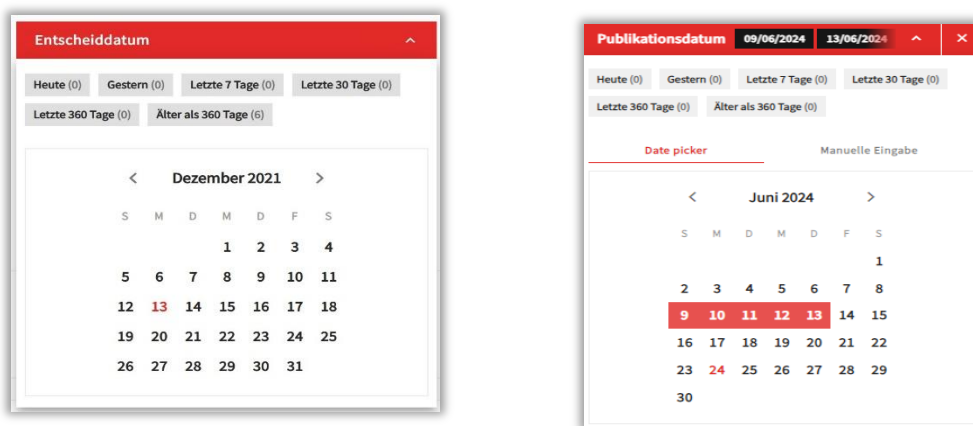 Entscheiddatum
Heute (0) Gestern (0) Letzte 7 Tage (0) Letzte 30 Tage (0)
Letzte 360 Tage (0) Älter als 360 Tage (6)
Dezember 2021
S M D M D F S
1 2 3 4
5 6 7 8 9 10 11
12 13 14 15 16 17 18
19 20 21 22 23 24 25
26 27 28 29 30 31
Publikationsdatum 09/06/2024 13/06/2024
Heute (0) Gestern (0) Letzte 7 Tage (0) Letzte 30 Tage (0)
Letzte 360 Tage (0) Älter als 360 Tage (0)
Date picker Manuelle Eingabe
Juni 2024
S M D M D F S
1
2 3 4 5 6 7 8
9 10 11 12 13 14 15
16 17 18 19 20 21 22
23 24 25 26 27 28 29
30